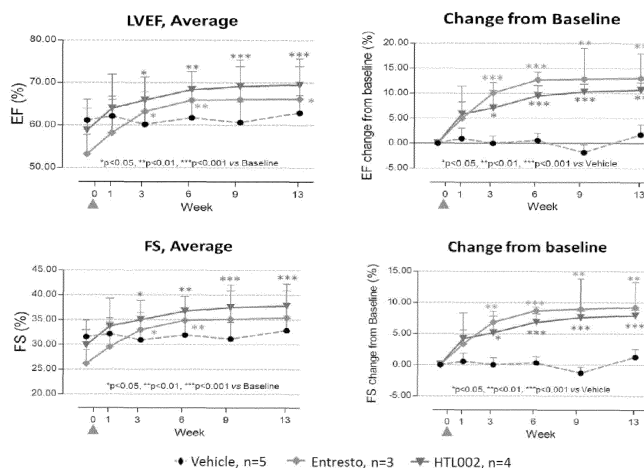 LVEF, Average
80.00
70.00
60.00
50.00
EF (%)
* ** *** ***
* ** *
*p<0.05, **p<0.01, ***p<0.001 vs Baseline
0 1 3 6 9 13
Week
Change from Baseline
20.00
15.00
10.00
5.00
0.00
-5.00
EF change from baseline (%)
*** *** ** **
* *** *** **
*p<0.05, **p<0.01, ***p<0.001 vs Vehicle
0 1 3 6 9 13
Week
FS, Average
45.00
40.00
35.00
30.00
25.00
20.00
FS (%)
* ** *** ***
* **
*p<0.05, **p<0.01, ***p<0.001 vs Baseline
0 1 3 6 9 13
Week
Change from baseline
15.00
10.00
5.00
0.00
-5.00
FS change from Baseline (%)
** *** ** **
* *** *** ***
*p<0.05, **p<0.01, ***p<0.001 vs Vehicle
0 1 3 6 9 13
Week
Vehicle, n=5 Entresto, n=3 HTL002, n=4